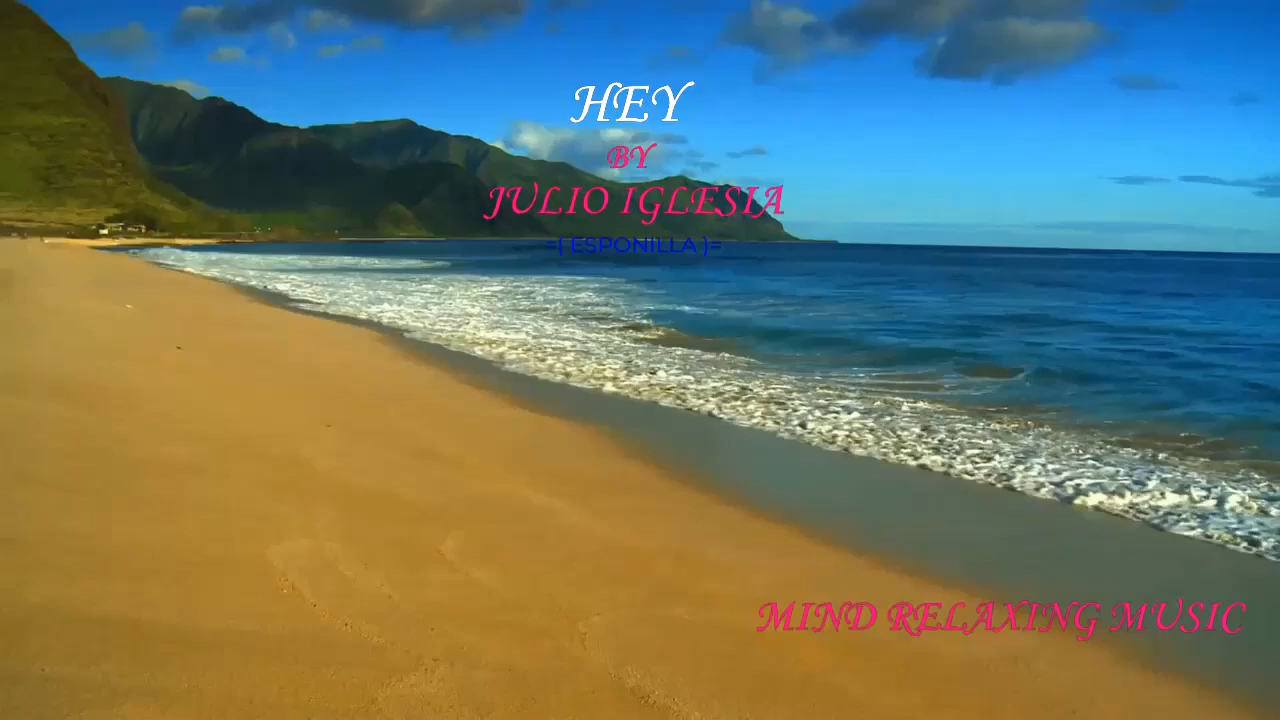 HEY
BY
JULIO IGLESIA
=( ESPONILLA )=
MIND RELAXING MUSIC